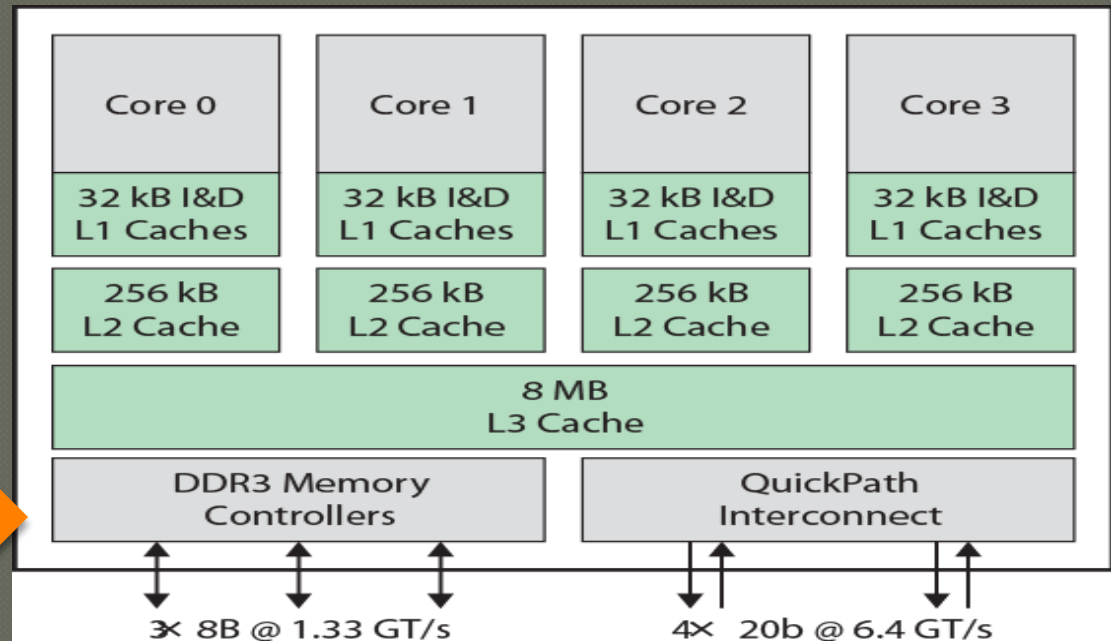 Core 0
Core 1
Core 2
Core 3
32 kB I&D
L1 Caches
32 kB I&D
L1 Caches
32 kB I&D
L1 Caches
32 kB I&D
L1 Caches
256 kB
L2 Cache
256 kB
L2 Cache
256 kB
L2 Cache
256 kB
L2 Cache
8 MB
L3 Cache
DDR3 Memory
Controllers
QuickPath
Interconnect
3× 8B @ 1.33 GT/s
4× 20b @ 6.4 GT/s